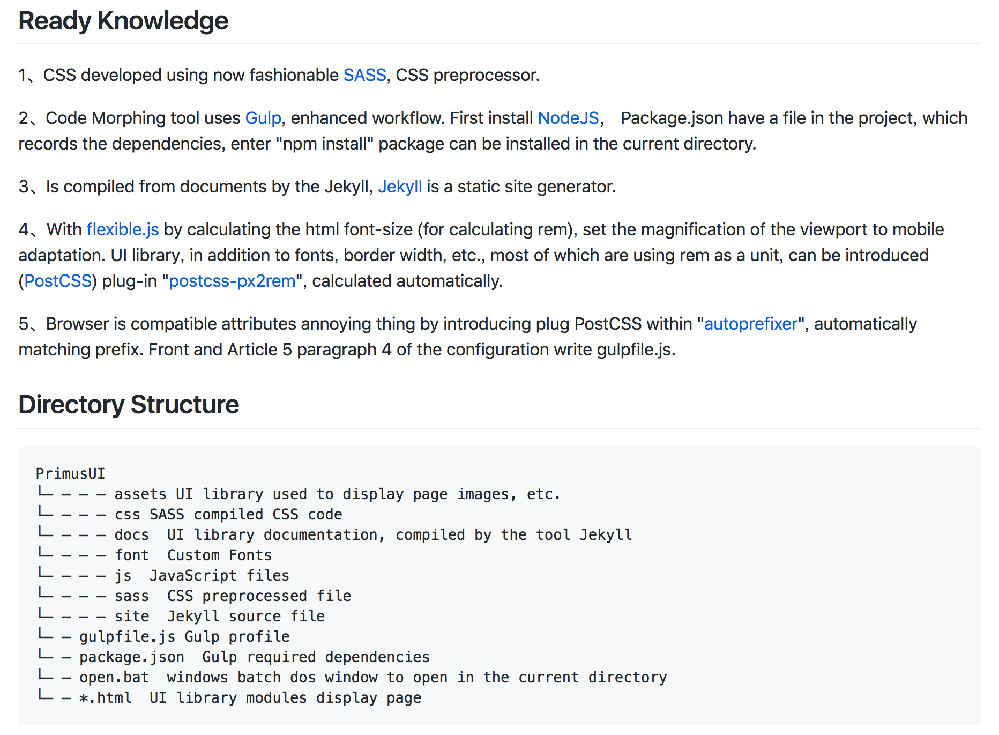 Ready Knowledge
1、CSS developed using now fashionable SASS, CSS preprocessor.
2、Code Morphing tool uses Gulp, enhanced workflow. First install NodeJS， Package.json have a file in the project, which
records the dependencies, enter "npm install" package can be installed in the current directory.
3、Is compiled from documents by the Jekyll, Jekyll is a static site generator.
4、With flexible.js by calculating the html font-size (for calculating rem), set the magnification of the viewport to mobile
adaptation. UI library, in addition to fonts, border width, etc., most of which are using rem as a unit, can be introduced
(PostCSS) plug-in "postcss-px2rem", calculated automatically.
5、Browser is compatible attributes annoying thing by introducing plug PostCSS within "autoprefixer", automatically
matching prefix. Front and Article 5 paragraph 4 of the configuration write gulpfile.js.
Directory Structure
PrimusUI
└─ ─ ─ ─ assets UI library used to display page images, etc.
└─ ─ ─ ─ css SASS compiled CSS code
└─ ─ ─ ─ docs  UI library documentation, compiled by the tool Jekyll
└─ ─ ─ ─ font  Custom Fonts
└─ ─ ─ ─ js  JavaScript files
└─ ─ ─ ─ sass  CSS preprocessed file
└─ ─ ─ ─ site  Jekyll source file
└─ ─ gulpfile.js Gulp profile
└─ ─ package.json  Gulp required dependencies
└─ ─ open.bat  windows batch dos window to open in the current directory
└─ ─ *.html  UI library modules display page